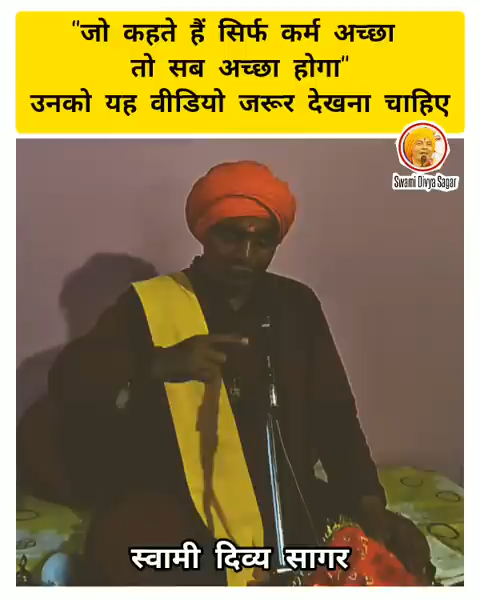 "जो कहते हैं सिर्फ कर्म अच्छा
तो सब अच्छा होगा"
उनको यह वीडियो जरूर देखना चाहिए
Swami Divya Sagar
स्वामी दिव्य सागर